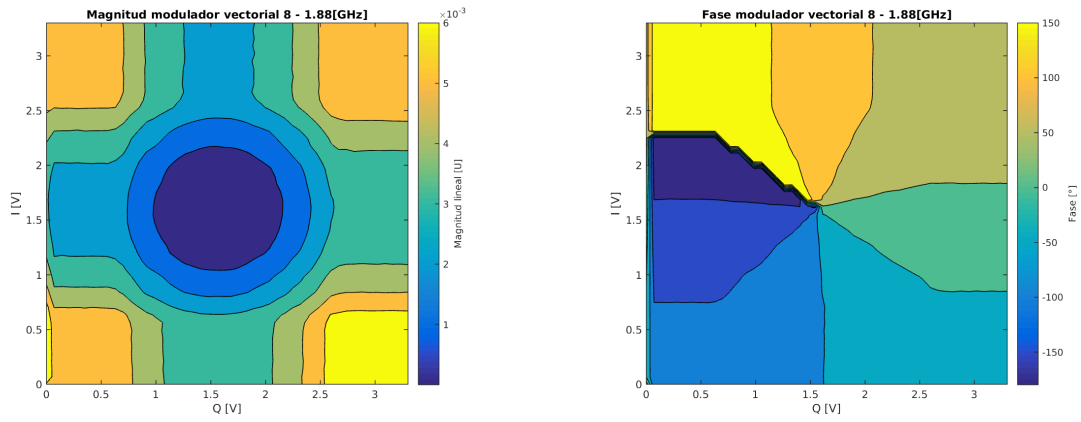 Magnitud modulador vectorial 8 - 1.88[GHz]
×10⁻³
6
5
4
3
2
1
Magnitud lineal [U]
3
2.5
2
1.5
1
0.5
0
I [V]
0 0.5 1 1.5 2 2.5 3
Q [V]
Fase modulador vectorial 8 - 1.88[GHz]
150
100
50
0
-50
-100
-150
Fase [°]
3
2.5
2
1.5
1
0.5
0
I [V]
0 0.5 1 1.5 2 2.5 3
Q [V]